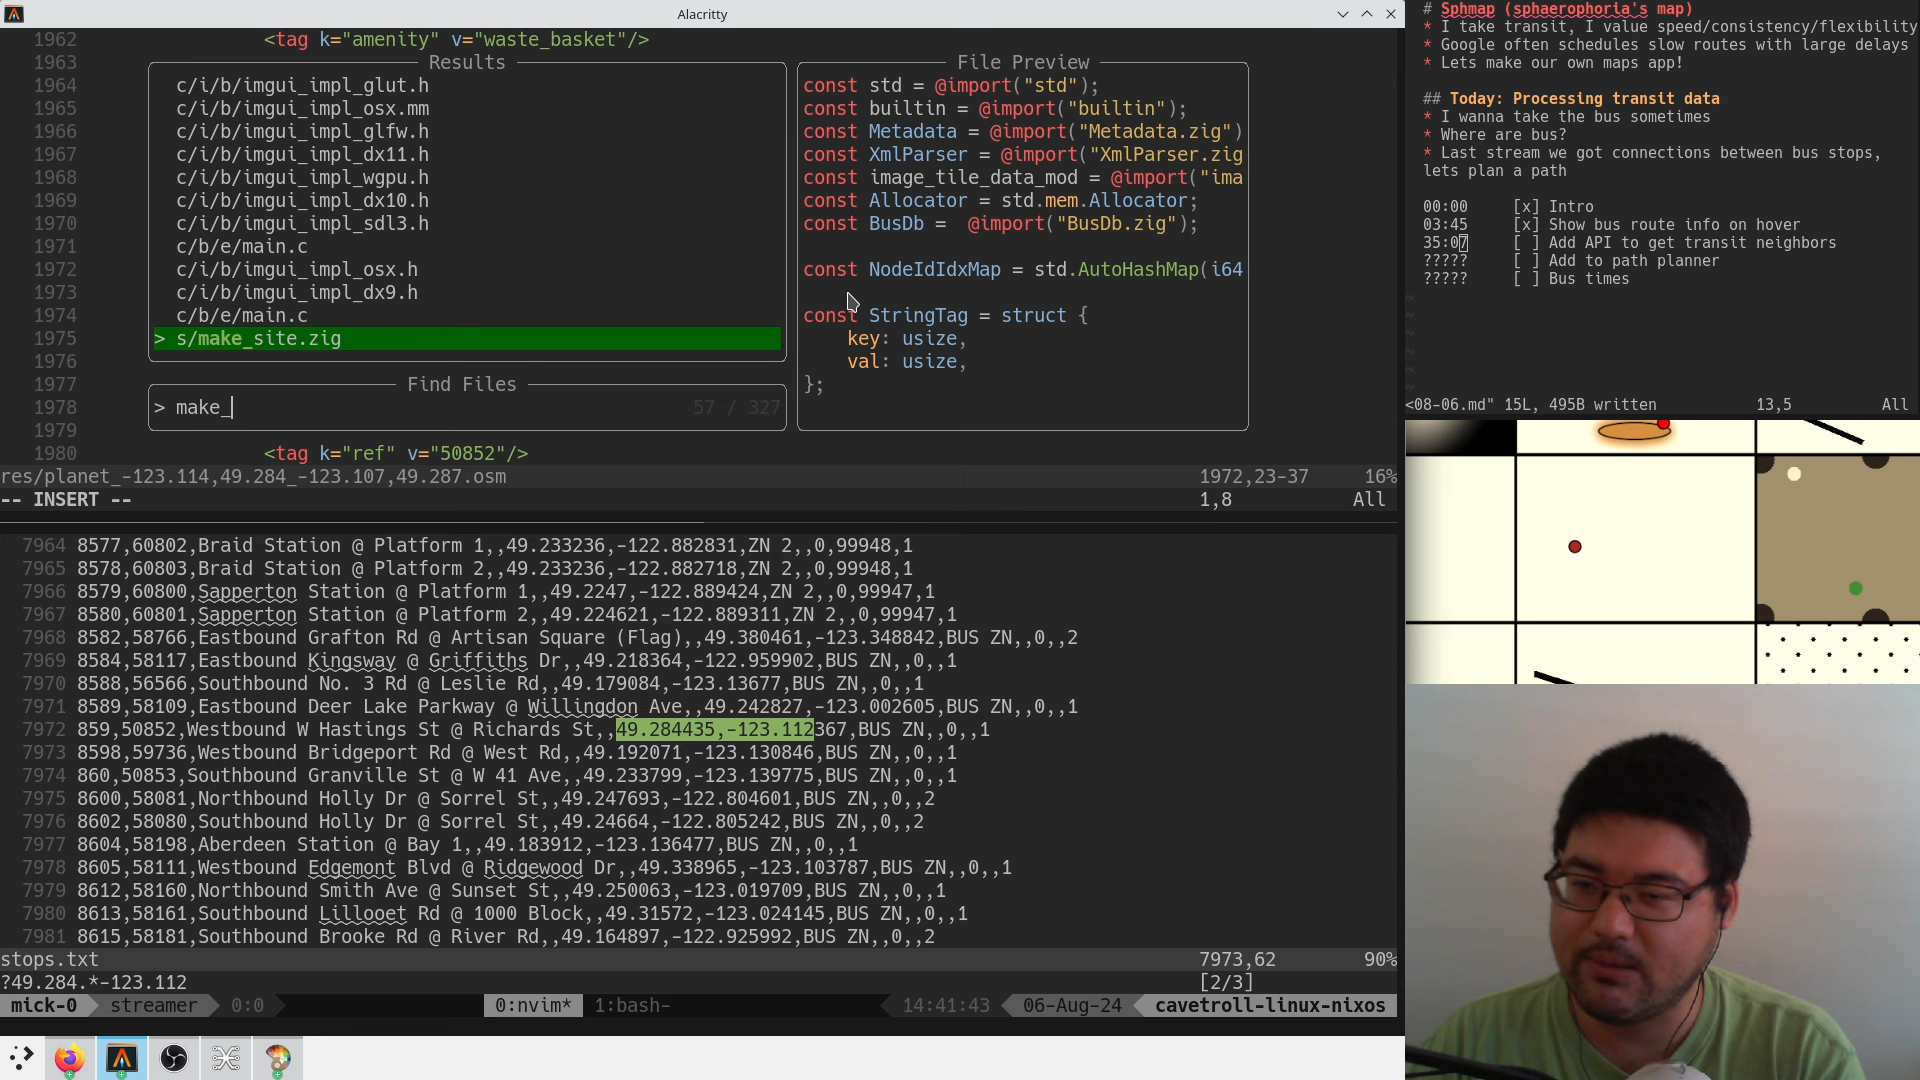 Alacritty
1962 <tag k="amenity" v="waste_basket"/>
1963
1964
1965
1966
1967
1968
1969
1970
1971
1972
1973
1974
1975
1976
1977
1978
1979
1980 <tag k="ref" v="50852"/>
Results
c/i/b/imgui_impl_glut.h
c/i/b/imgui_impl_osx.mm
c/i/b/imgui_impl_glfw.h
c/i/b/imgui_impl_dx11.h
c/i/b/imgui_impl_wgpu.h
c/i/b/imgui_impl_dx10.h
c/i/b/imgui_impl_sdl3.h
c/b/e/main.c
c/i/b/imgui_impl_osx.h
c/i/b/imgui_impl_dx9.h
c/b/e/main.c
> s/make_site.zig
Find Files
> make_ 57 / 327
File Preview
const std = @import("std");
const builtin = @import("builtin");
const Metadata = @import("Metadata.zig")
const XmlParser = @import("XmlParser.zig
const image_tile_data_mod = @import("ima
const Allocator = std.mem.Allocator;
const BusDb =  @import("BusDb.zig");
const NodeIdIdxMap = std.AutoHashMap(i64
const StringTag = struct {
key: usize,
val: usize,
};
res/planet_-123.114,49.284_-123.107,49.287.osm 1972,23-37 16%
-- INSERT -- 1,8 All
7964 8577,60802,Braid Station @ Platform 1,,49.233236,-122.882831,ZN 2,,0,99948,1
7965 8578,60803,Braid Station @ Platform 2,,49.233236,-122.882718,ZN 2,,0,99948,1
7966 8579,60800,Sapperton Station @ Platform 1,,49.2247,-122.889424,ZN 2,,0,99947,1
7967 8580,60801,Sapperton Station @ Platform 2,,49.224621,-122.889311,ZN 2,,0,99947,1
7968 8582,58766,Eastbound Grafton Rd @ Artisan Square (Flag),,49.380461,-123.348842,BUS ZN,,0,,2
7969 8584,58117,Eastbound Kingsway @ Griffiths Dr,,49.218364,-122.959902,BUS ZN,,0,,1
7970 8588,56566,Southbound No. 3 Rd @ Leslie Rd,,49.179084,-123.13677,BUS ZN,,0,,1
7971 8589,58109,Eastbound Deer Lake Parkway @ Willingdon Ave,,49.242827,-123.002605,BUS ZN,,0,,1
7972 859,50852,Westbound W Hastings St @ Richards St,,49.284435,-123.112367,BUS ZN,,0,,1
7973 8598,59736,Westbound Bridgeport Rd @ West Rd,,49.192071,-123.130846,BUS ZN,,0,,1
7974 860,50853,Southbound Granville St @ W 41 Ave,,49.233799,-123.139775,BUS ZN,,0,,1
7975 8600,58081,Northbound Holly Dr @ Sorrel St,,49.247693,-122.804601,BUS ZN,,0,,2
7976 8602,58080,Southbound Holly Dr @ Sorrel St,,49.24664,-122.805242,BUS ZN,,0,,2
7977 8604,58198,Aberdeen Station @ Bay 1,,49.183912,-123.136477,BUS ZN,,0,,1
7978 8605,58111,Westbound Edgemont Blvd @ Ridgewood Dr,,49.338965,-123.103787,BUS ZN,,0,,1
7979 8612,58160,Northbound Smith Ave @ Sunset St,,49.250063,-123.019709,BUS ZN,,0,,1
7980 8613,58161,Southbound Lillooet Rd @ 1000 Block,,49.31572,-123.024145,BUS ZN,,0,,1
7981 8615,58181,Southbound Brooke Rd @ River Rd,,49.164897,-122.925992,BUS ZN,,0,,2
stops.txt 7973,62 90%
?49.284.*-123.112 [2/3]
mick-0 streamer 0:0 0:nvim* 1:bash- 14:41:43 06-Aug-24 cavetroll-linux-nixos
# Sphmap (sphaerophoria's map)
* I take transit, I value speed/consistency/flexibility
* Google often schedules slow routes with large delays
* Lets make our own maps app!
## Today: Processing transit data
* I wanna take the bus sometimes
* Where are bus?
* Last stream we got connections between bus stops,
lets plan a path
00:00 [x] Intro
03:45 [x] Show bus route info on hover
35:07 [ ] Add API to get transit neighbors
????? [ ] Add to path planner
????? [ ] Bus times
~
~
~
~
~
~
<08-06.md" 15L, 495B written 13,5 All